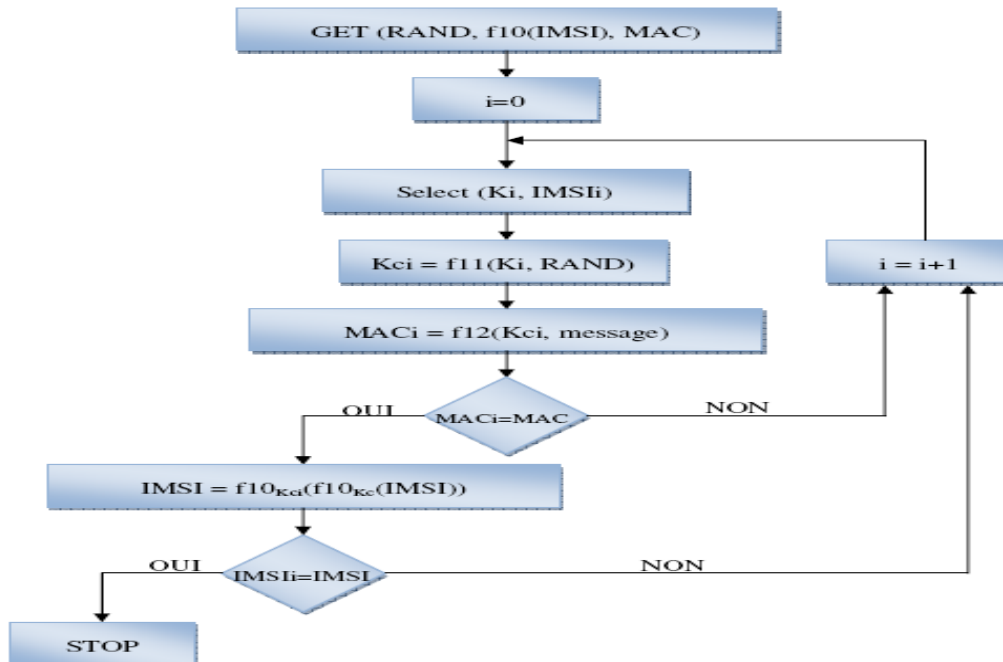 GET (RAND, f10(IMSI), MAC)
i=0
Select (Ki, IMSIi)
Kci = f11(Ki, RAND)
i = i+1
MACi = f12(Kci, message)
OUI
MACi=MAC
NON
IMSI = f10Kci(f10Kc(IMSI))
OUI
IMSIi=IMSI
NON
STOP